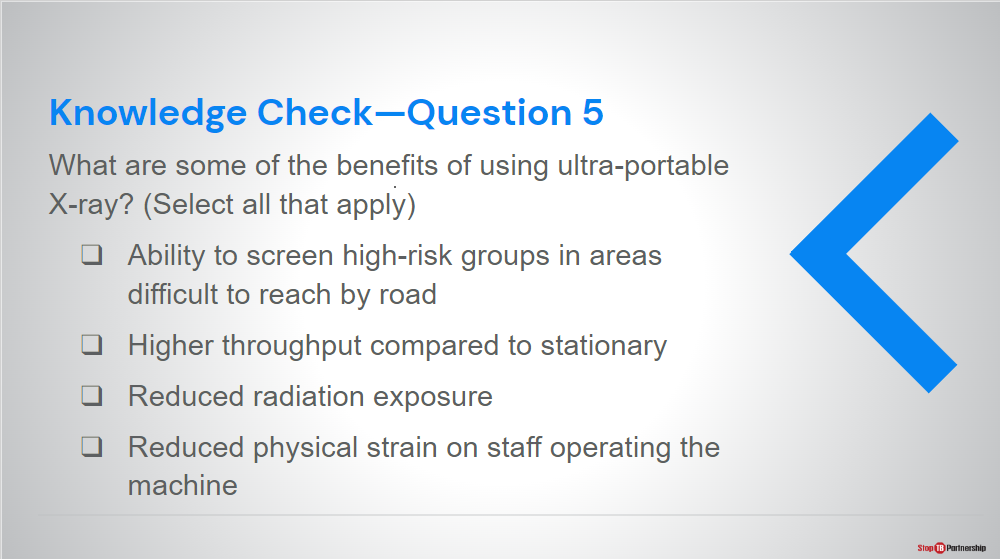 Knowledge Check—Question 5
What are some of the benefits of using ultra-portable
X-ray? (Select all that apply)
❑ Ability to screen high-risk groups in areas
difficult to reach by road
❑ Higher throughput compared to stationary
❑ Reduced radiation exposure
❑ Reduced physical strain on staff operating the
machine
Stop TB Partnership